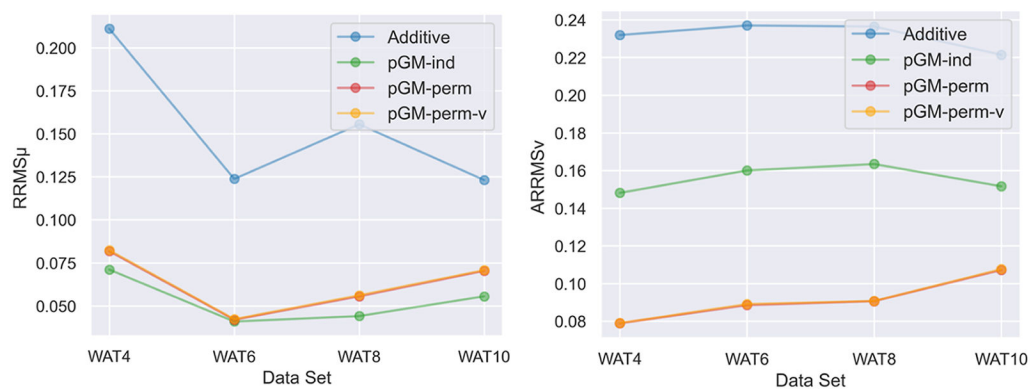 RRMSμ
0.200
0.175
0.150
0.125
0.100
0.075
0.050
Additive
pGM-ind
pGM-perm
pGM-perm-v
WAT4 WAT6 WAT8 WAT10
Data Set
ARRMSv
0.24
0.22
0.20
0.18
0.16
0.14
0.12
0.10
0.08
Additive
pGM-ind
pGM-perm
pGM-perm-v
WAT4 WAT6 WAT8 WAT10
Data Set